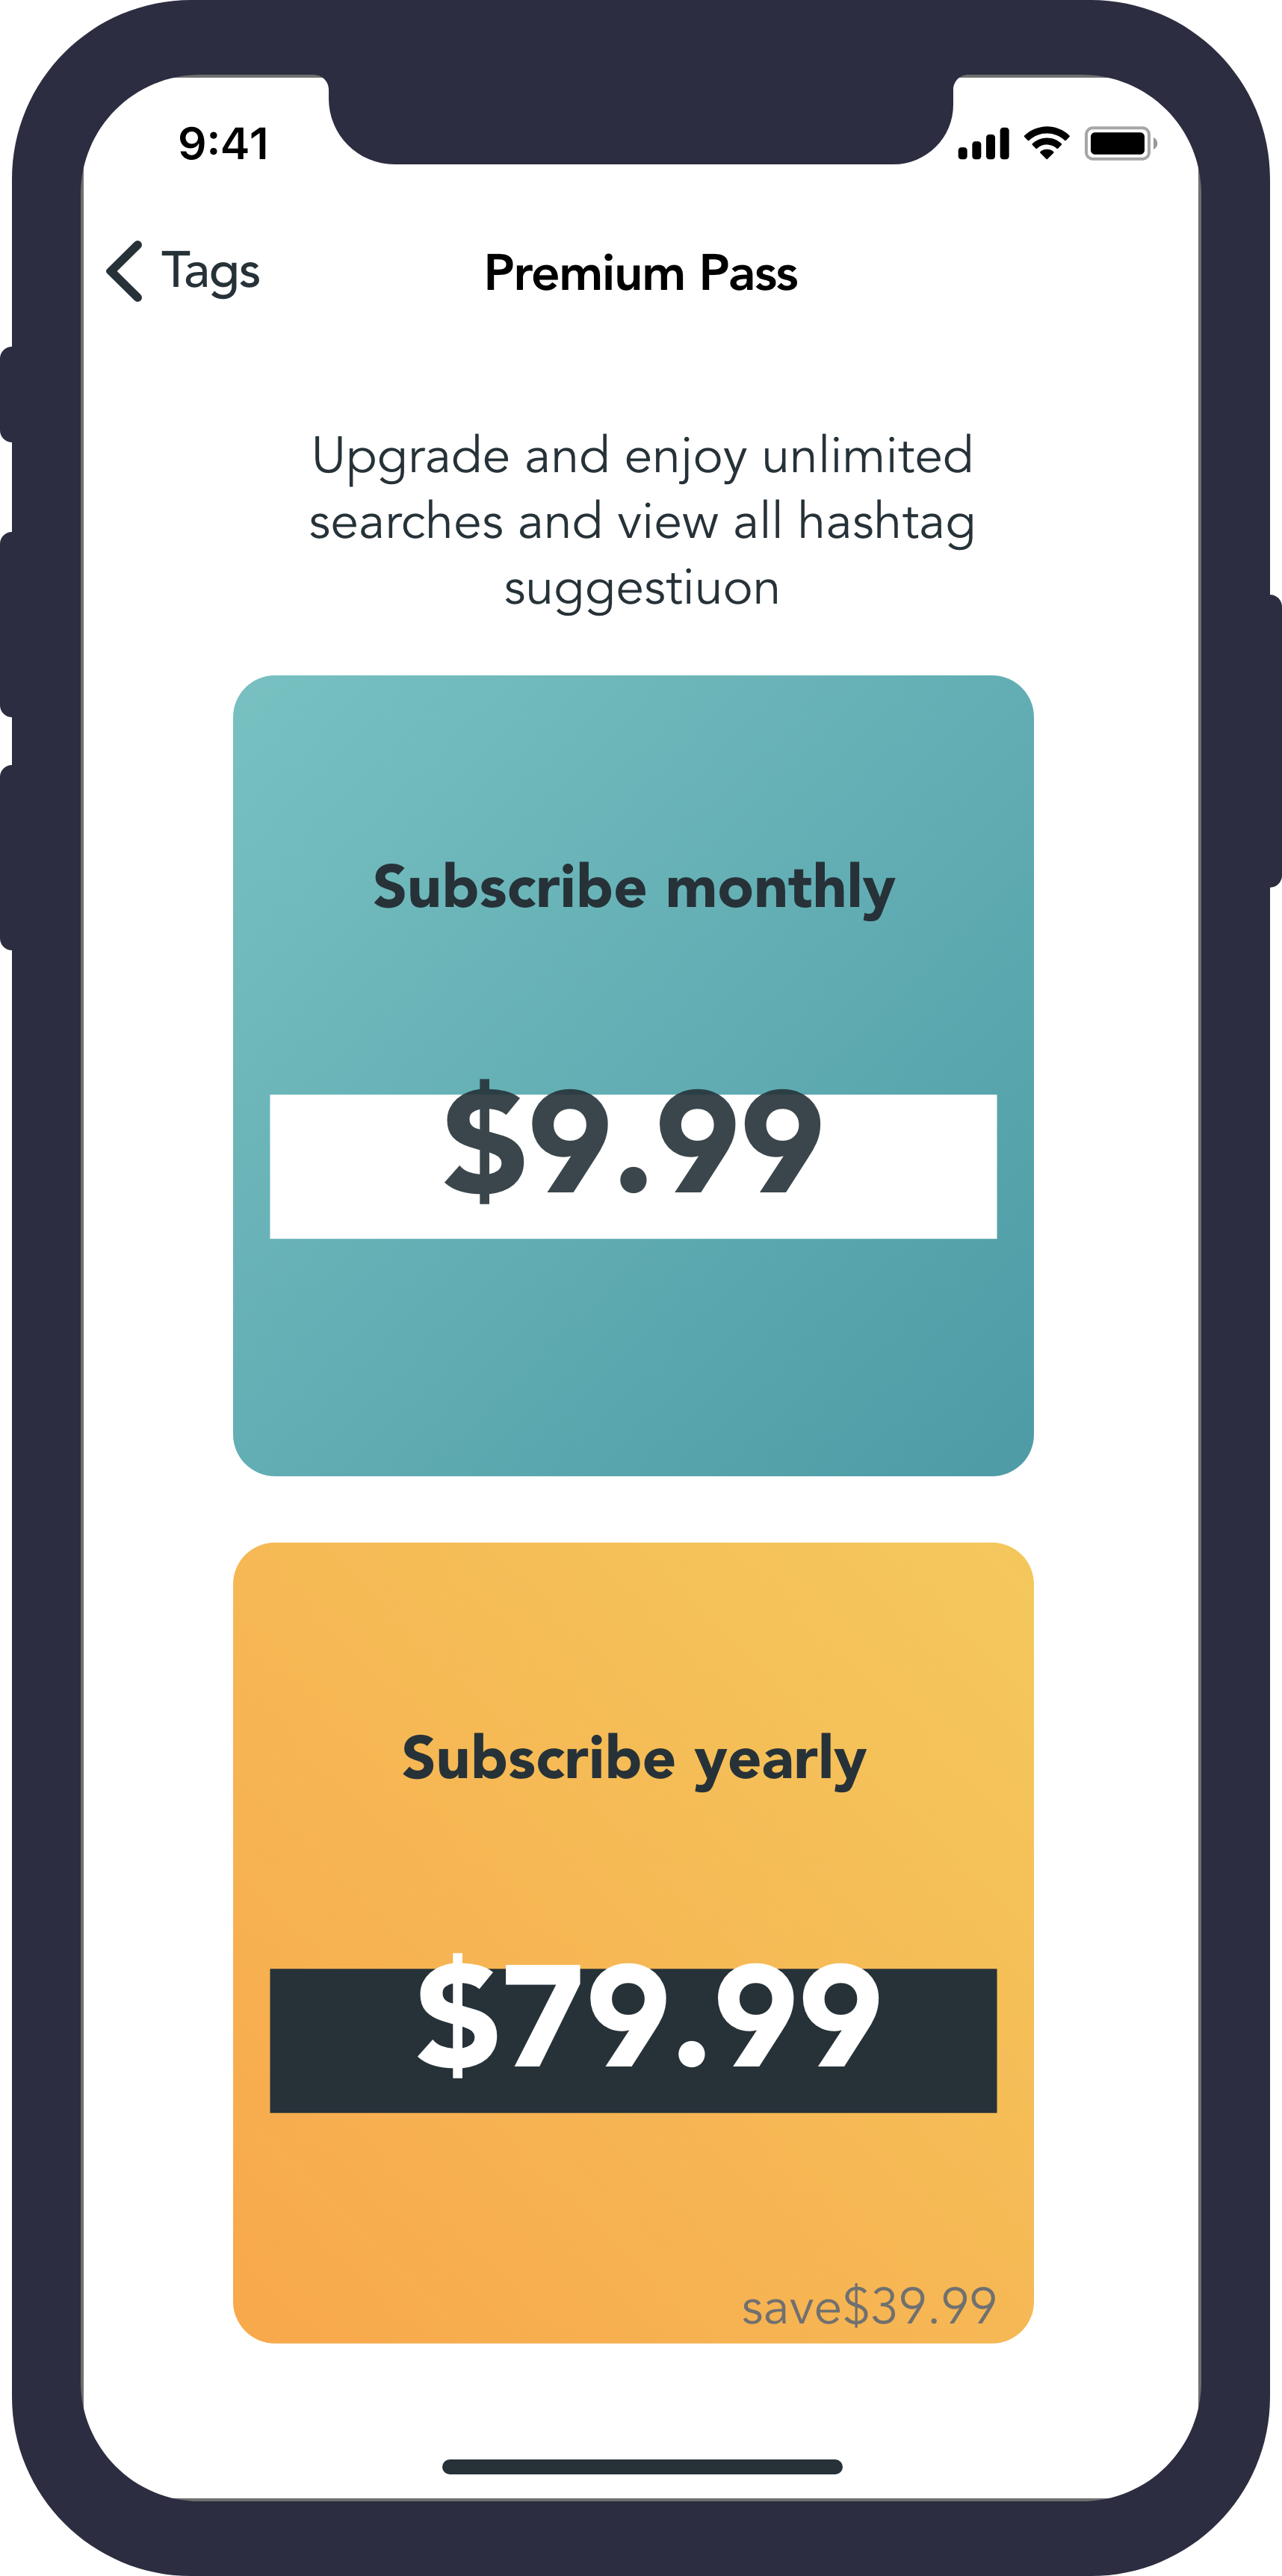 9:41
Tags
Premium Pass
Upgrade and enjoy unlimited
searches and view all hashtag
suggestiuon
Subscribe monthly
$9.99
Subscribe yearly
$79.99
save$39.99